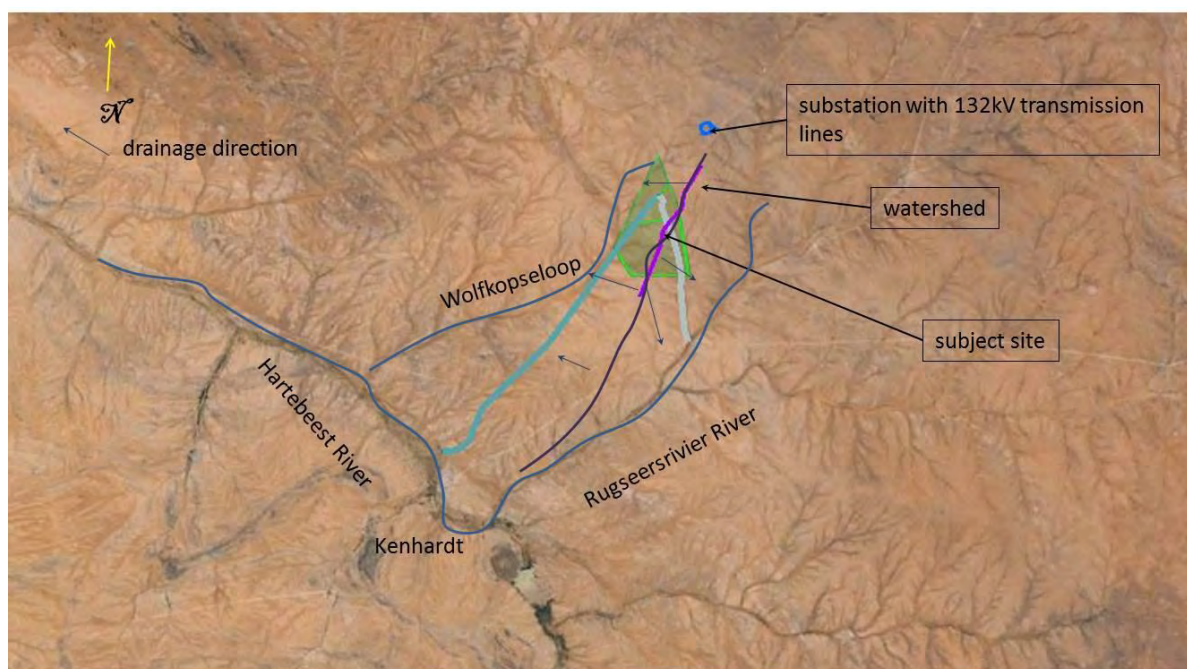 substation with 132kV transmission
lines
N
drainage direction
watershed
Wolfkopseloop
subject site
Hartebeest River
Rugseersrivier River
Kenhardt